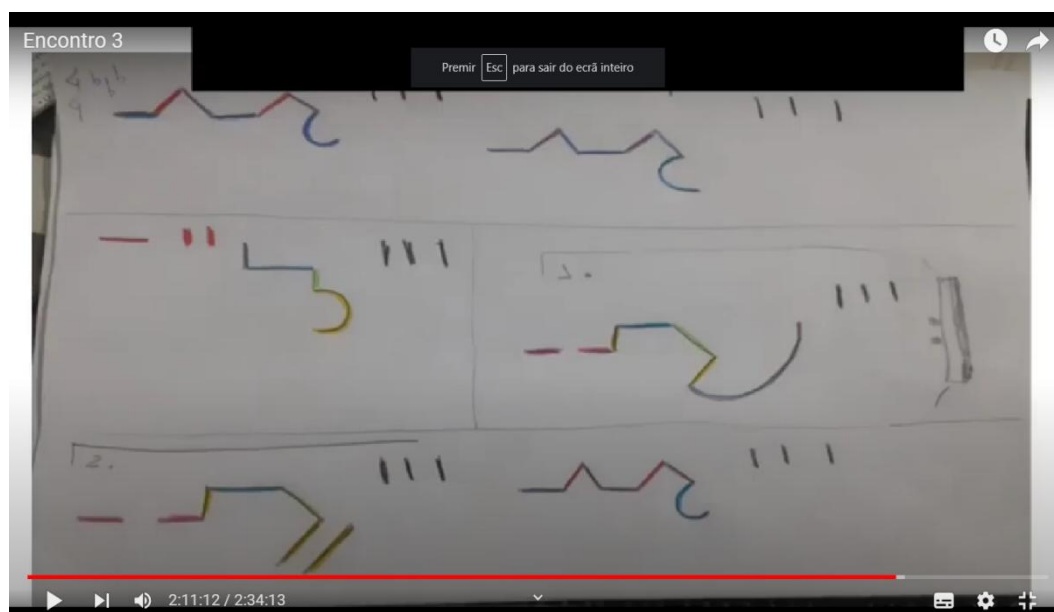 Encontro 3
Premir Esc para sair do ecrã inteiro
1.
2.
2:11:12 / 2:34:13